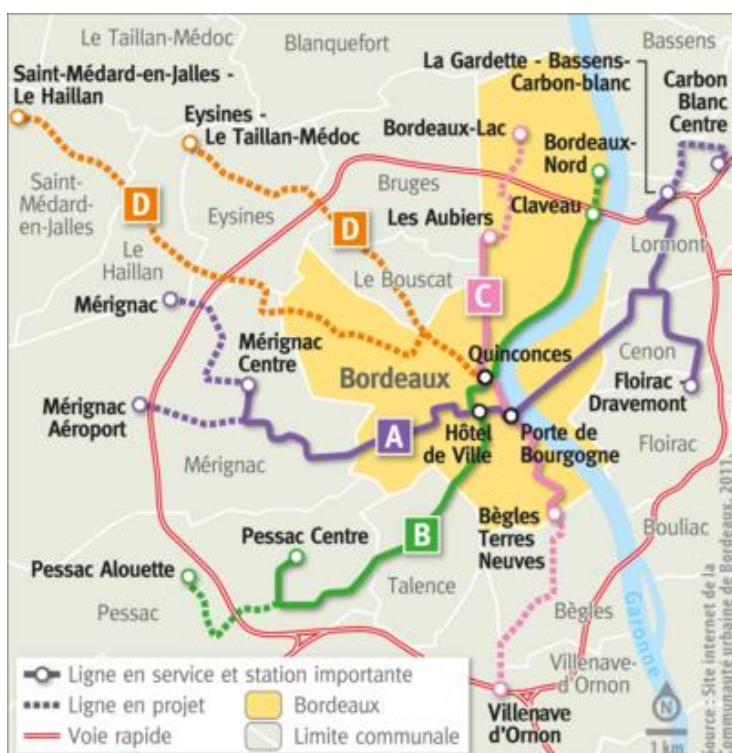 Le Taillan-Médoc
Blanquefort
Bassens
Saint-Médard-en-Jalles -
Le Haillan
Eysines -
Le Taillan-Médoc
La Gardette - Bassens-
Carbon-blanc
Carbon
Blanc
Centre
Bordeaux-Lac
Bordeaux-
Nord
Saint-
Médard-
en-Jalles
D
Eysines
Bruges
Claveau
Les Aubiers
D
Lormont
Le
Haillan
Le Bouscat
C
Mérignac
Mérignac
Centre
Quinconces
Cenon
Bordeaux
Floirac -
Dravemont
Mérignac
Aéroport
A
Hôtel
de Ville
Porte de
Bourgogne
Mérignac
Floirac
Pessac Centre
B
Bègles
Terres
Neuves
Bouliac
Pessac Alouette
Talence
Pessac
Bègles
Garonne
Villenave-
d'Ornon
Villenave
d'Ornon
Ligne en service et station importante
Ligne en projet
Bordeaux
Voie rapide
Limite communale
N
1 km
Source : Site internet de la
Communauté urbaine de Bordeaux, 2011.